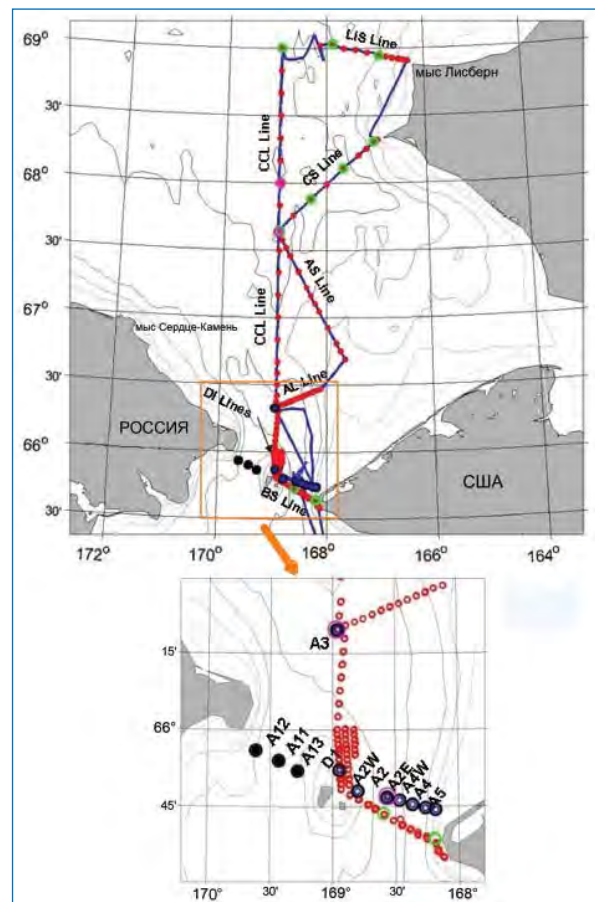 69°
LIS Line
мыс Лисберн
30'
CCL Line
CS Line
68°
30'
AS Line
67°
CCL Line
мыс Сердце-Камень
30'
AL Line
DI Lines
РОССИЯ
66°
США
BS Line
30'
172° 170° 168° 166° 164°
A3
15'
66°
A12
A11
A13
D1
A2W
A2
A2E
A4W
A4
A5
45'
170° 30' 169° 30' 168°